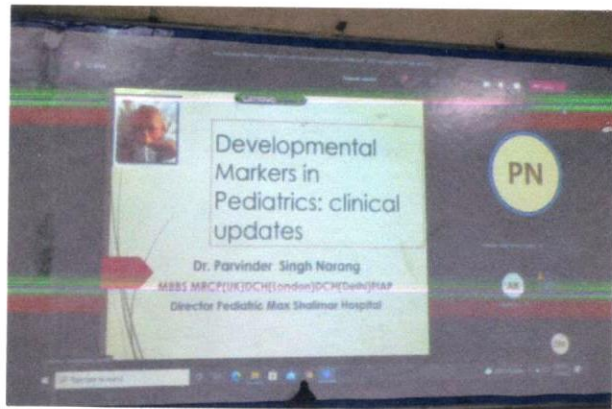 Developmental
Markers in
Pediatrics: clinical
updates
Dr. Parvinder Singh Narang
MBBS MRCP(UK)DCH(London)DCH(Delhi)FIAP
Director Pediatric Max Shalimar Hospital
PN